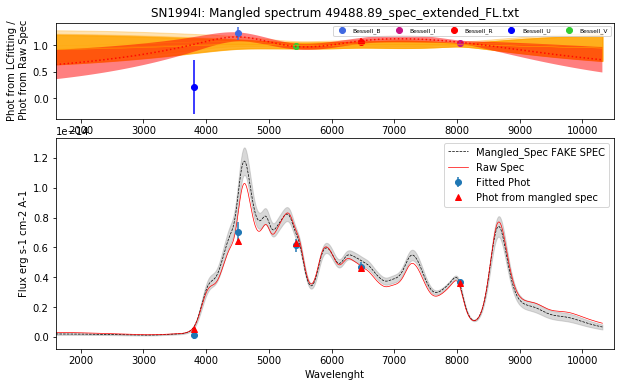 SN1994I: Mangled spectrum 49488.89_spec_extended_FL.txt
Phot from LCfitting /
Phot from Raw Spec
1.0
0.5
0.0
Bessell_B Bessell_I Bessell_R Bessell_U Bessell_V
2000 3000 4000 5000 6000 7000 8000 9000 10000
1e−14
Flux erg s-1 cm-2 A-1
1.2
1.0
0.8
0.6
0.4
0.2
0.0
Mangled_Spec FAKE SPEC
Raw Spec
Fitted Phot
Phot from mangled spec
2000 3000 4000 5000 6000 7000 8000 9000 10000
Wavelenght